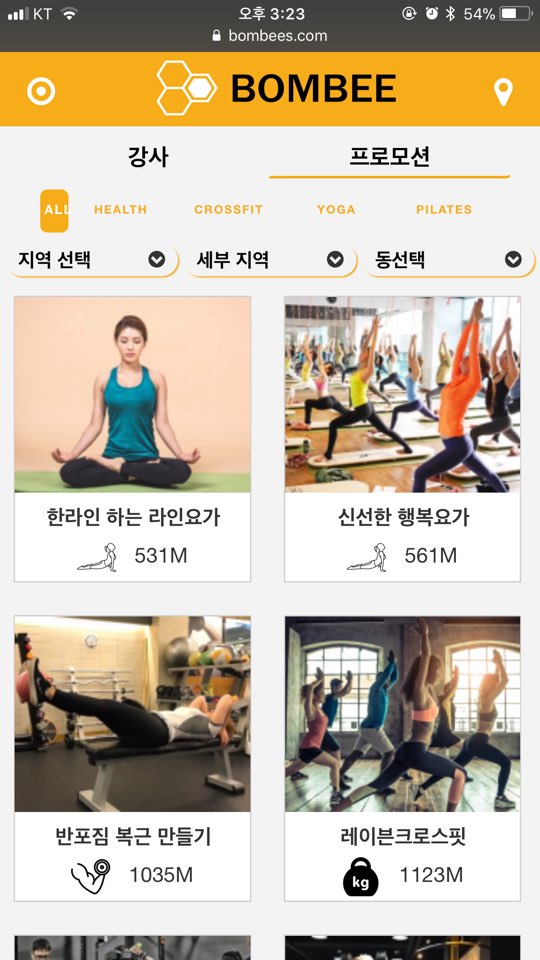 KT 오후 3:23 54%
bombees.com
BOMBEE
강사 프로모션
ALL HEALTH CROSSFIT YOGA PILATES
지역 선택 세부 지역 동선택
한라인 하는 라인요가 신선한 행복요가
531M 561M
반포짐 복근 만들기 레이븐크로스핏
1035M kg 1123M